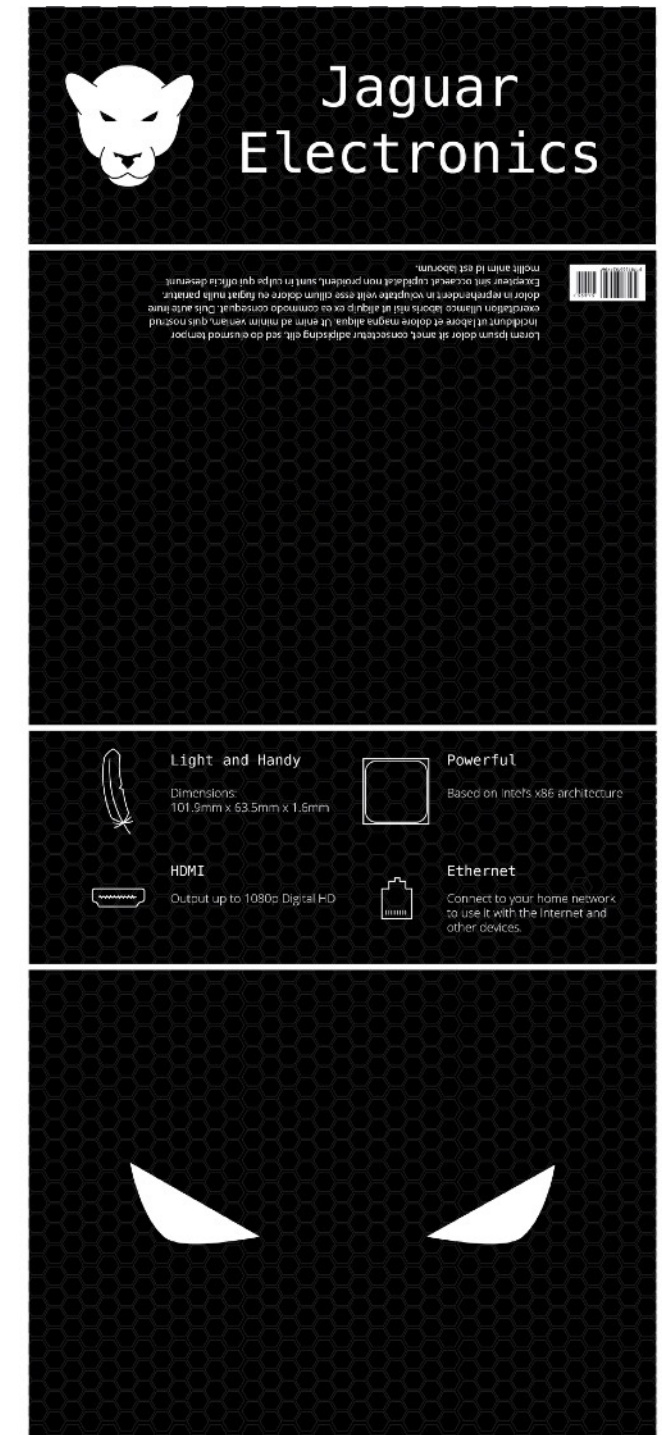 Jaguar
Electronics
Lorem ipsum dolor sit amet, consectetur adipiscing elit, sed do eiusmod tempor
incididunt ut labore et dolore magna aliqua. Ut enim ad minim veniam, quis nostrud
exercitation ullamco laboris nisi ut aliquip ex ea commodo consequat. Duis aute irure
dolor in reprehenderit in voluptate velit esse cillum dolore eu fugiat nulla pariatur.
Excepteur sint occaecat cupidatat non proident, sunt in culpa qui officia deserunt
mollit anim id est laborum.
Light and Handy
Dimensions:
101.9mm x 63.5mm x 1.6mm
Powerful
Based on Intel's x86 architecture
HDMI
Output up to 1080p Digital HD
Ethernet
Connect to your home network
to use it with the Internet and
other devices.